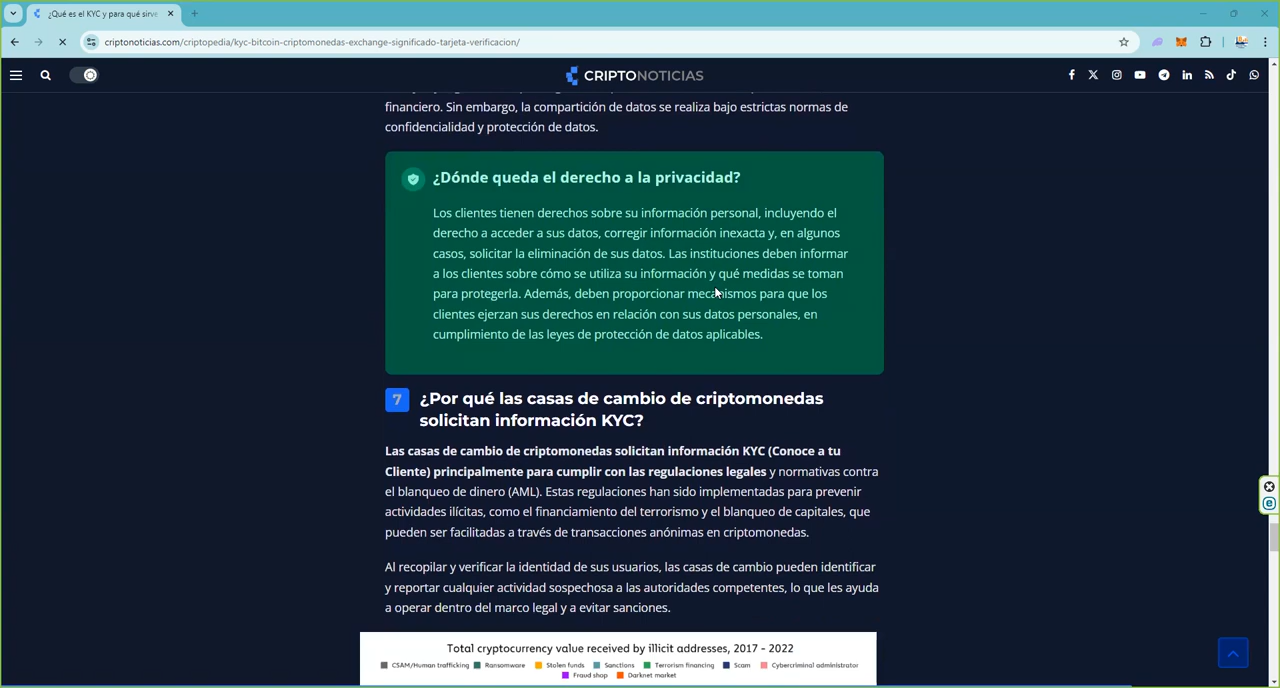 ¿Qué es el KYC y para qué sirve
criptonoticias.com/criptopedia/kyc-bitcoin-criptomonedas-exchange-significado-tarjeta-verificacion/
CRIPTONOTICIAS
financiero. Sin embargo, la compartición de datos se realiza bajo estrictas normas de
confidencialidad y protección de datos.
¿Dónde queda el derecho a la privacidad?
Los clientes tienen derechos sobre su información personal, incluyendo el
derecho a acceder a sus datos, corregir información inexacta y, en algunos
casos, solicitar la eliminación de sus datos. Las instituciones deben informar
a los clientes sobre cómo se utiliza su información y qué medidas se toman
para protegerla. Además, deben proporcionar mecanismos para que los
clientes ejerzan sus derechos en relación con sus datos personales, en
cumplimiento de las leyes de protección de datos aplicables.
7 ¿Por qué las casas de cambio de criptomonedas
solicitan información KYC?
Las casas de cambio de criptomonedas solicitan información KYC (Conoce a tu
Cliente) principalmente para cumplir con las regulaciones legales y normativas contra
el blanqueo de dinero (AML). Estas regulaciones han sido implementadas para prevenir
actividades ilícitas, como el financiamiento del terrorismo y el blanqueo de capitales, que
pueden ser facilitadas a través de transacciones anónimas en criptomonedas.
Al recopilar y verificar la identidad de sus usuarios, las casas de cambio pueden identificar
y reportar cualquier actividad sospechosa a las autoridades competentes, lo que les ayuda
a operar dentro del marco legal y a evitar sanciones.
Total cryptocurrency value received by illicit addresses, 2017 - 2022
CSAM/Human trafficking Ransomware Stolen funds Sanctions Terrorism financing Scam Cybercriminal administrator
Fraud shop Darknet market